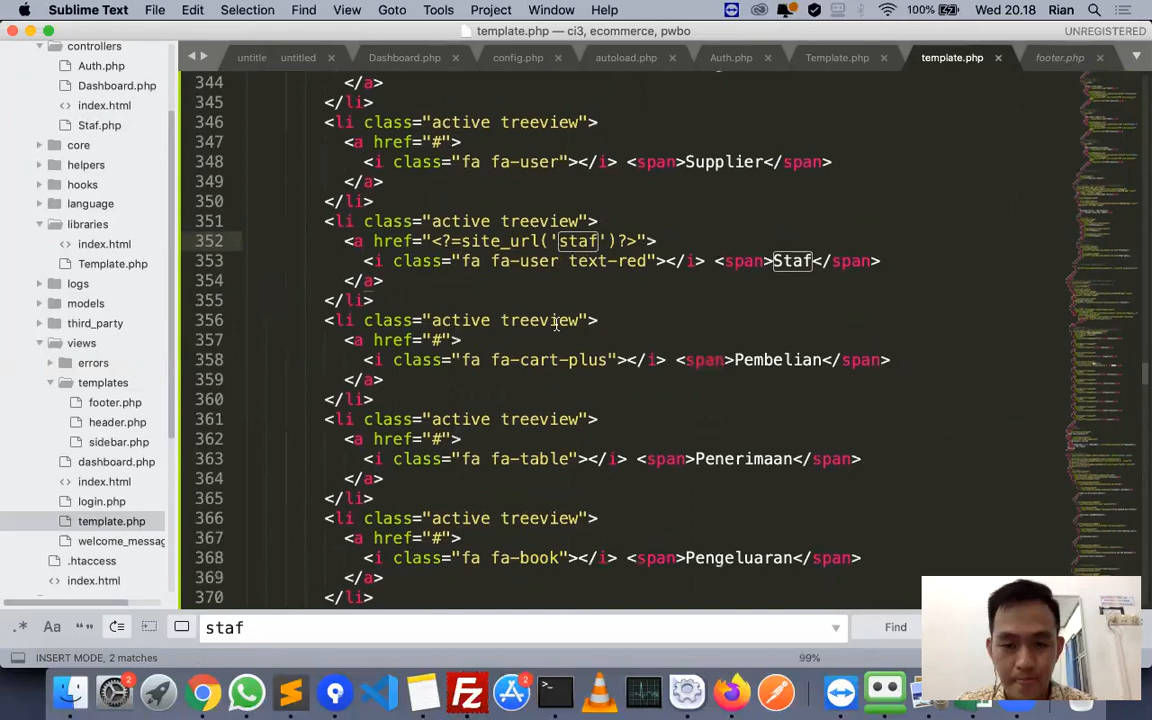 Sublime Text File Edit Selection Find View Goto Tools Project Window Help 100% Wed 20.18 Rian
template.php — ci3, ecommerce, pwbo UNREGISTERED
untitle untitled Dashboard.php config.php autoload.php Auth.php Template.php template.php footer.php
controllers
Auth.php
Dashboard.php
index.html
Staf.php
core
helpers
hooks
language
libraries
index.html
Template.php
logs
models
third_party
views
errors
templates
footer.php
header.php
sidebar.php
dashboard.php
index.html
login.php
template.php
welcome_messag
.htaccess
index.html
344 </a>
345 </li>
346 <li class="active treeview">
347 <a href="#">
348 <i class="fa fa-user"></i> <span>Supplier</span>
349 </a>
350 </li>
351 <li class="active treeview">
352 <a href="<?=site_url('staf')?>">
353 <i class="fa fa-user text-red"></i> <span>Staf</span>
354 </a>
355 </li>
356 <li class="active treeview">
357 <a href="#">
358 <i class="fa fa-cart-plus"></i> <span>Pembelian</span>
359 </a>
360 </li>
361 <li class="active treeview">
362 <a href="#">
363 <i class="fa fa-table"></i> <span>Penerimaan</span>
364 </a>
365 </li>
366 <li class="active treeview">
367 <a href="#">
368 <i class="fa fa-book"></i> <span>Pengeluaran</span>
369 </a>
370 </li>
.* Aa “” staf Find
INSERT MODE, 2 matches 99%
2 2